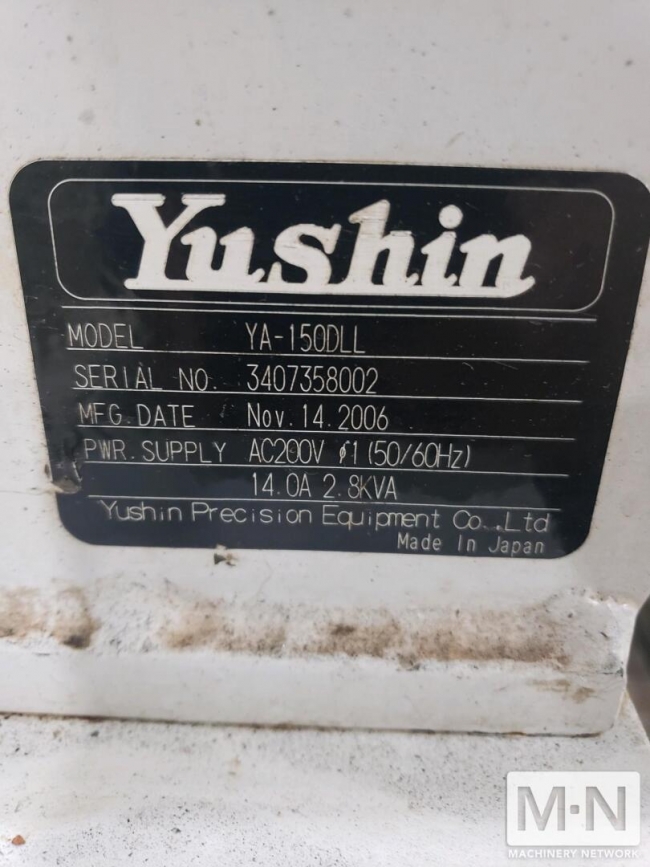 Yushin
MODEL YA-150DLL
SERIAL NO. 3407358002
MFG.DATE Nov.14.2006
PWR.SUPPLY AC200V φ1(50/60Hz)
14.0A 2.8KVA
Yushin Precision Equipment Co.,Ltd
Made In Japan
M·N
MACHINERY NETWORK